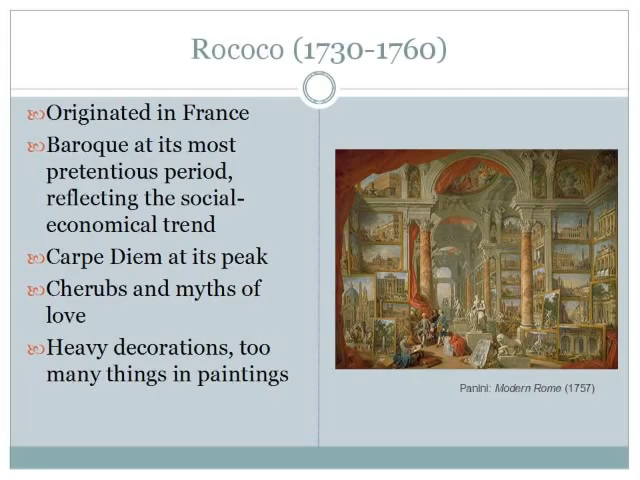 Rococo (1730-1760)
Originated in France
Baroque at its most
pretentious period,
reflecting the social-
economical trend
Carpe Diem at its peak
Cherubs and myths of
love
Heavy decorations, too
many things in paintings
Panini: Modern Rome (1757)